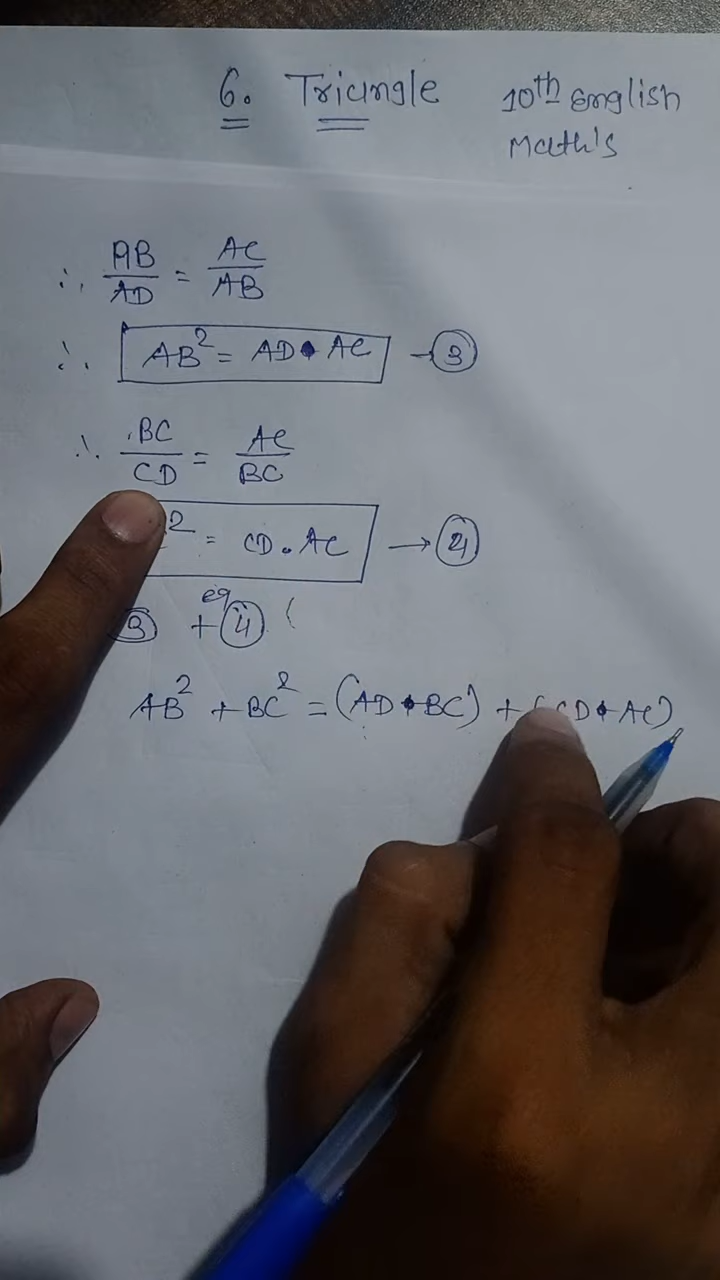 6. Triangle 10th English
Math's
∴ AB/AD = AC/AB
∴ AB² = AD • AC → 3
∴ BC/CD = AC/BC
² = CD . AC → 4
eq
3 + 4 (
AB² + BC² = (AD • BC) + (CD • AC)